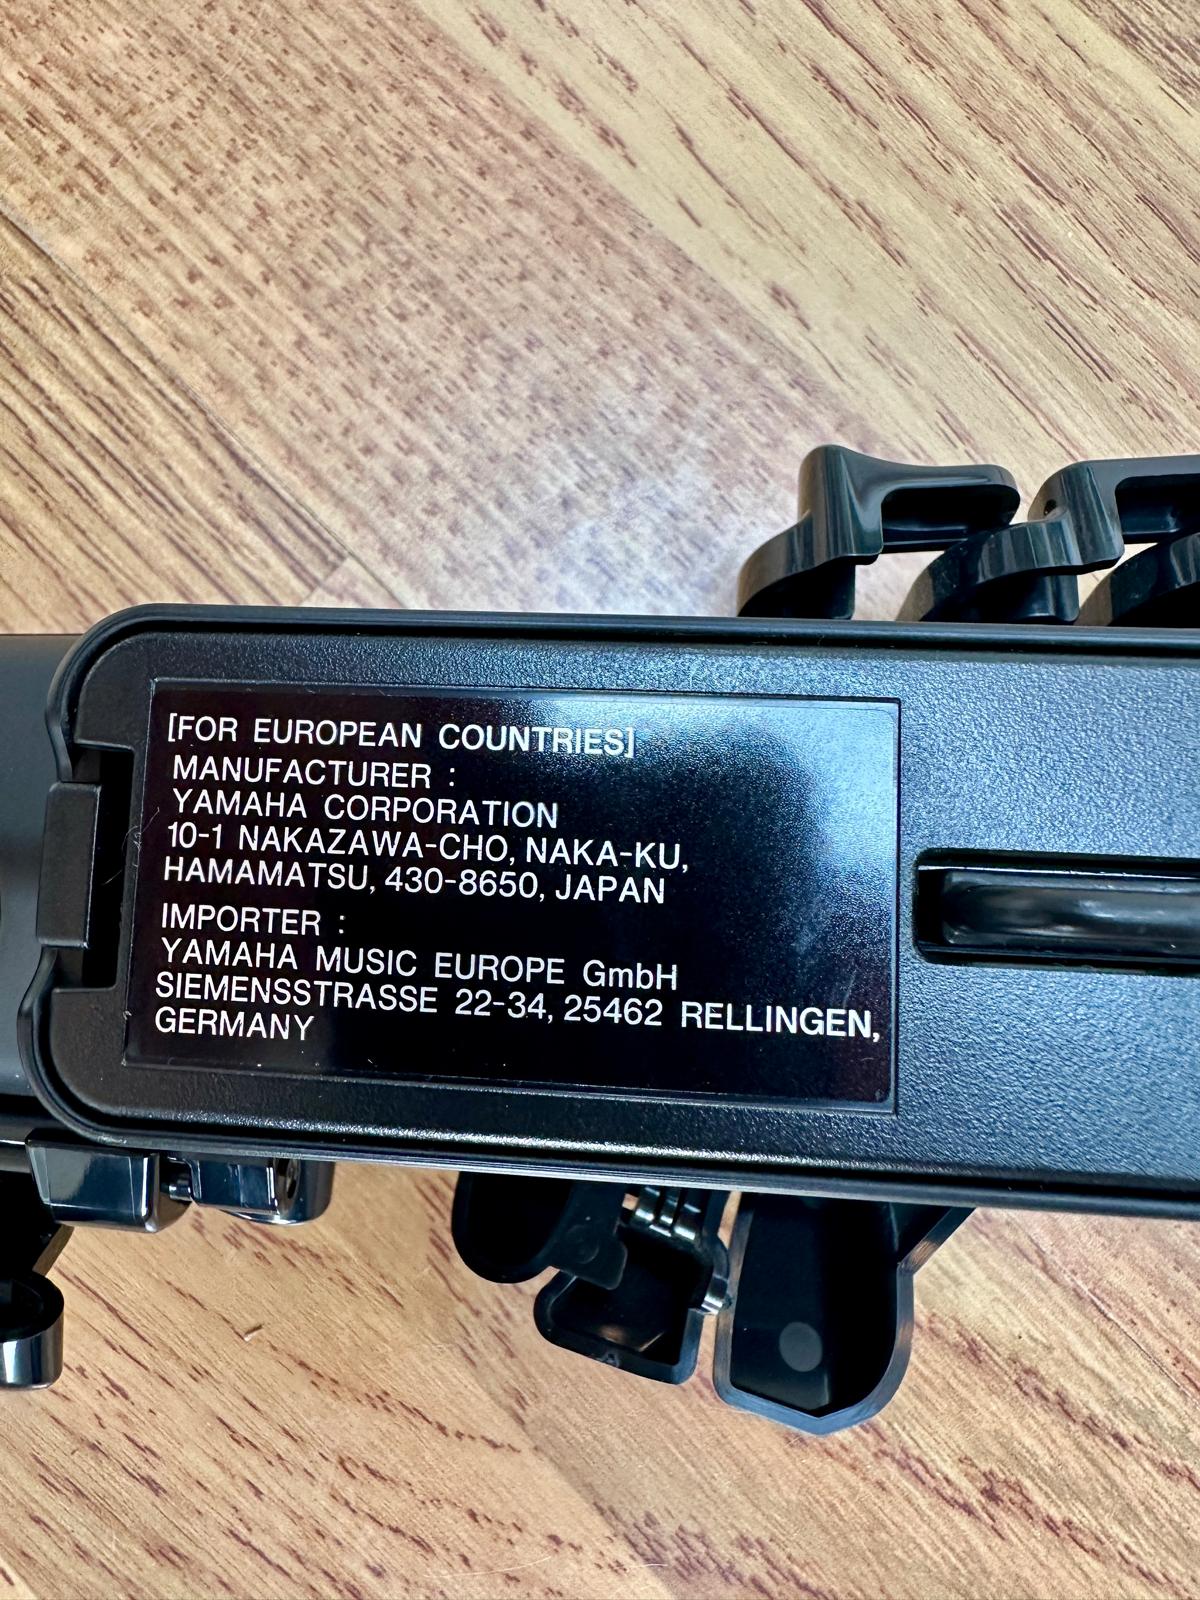 [FOR EUROPEAN COUNTRIES]
MANUFACTURER :
YAMAHA CORPORATION
10-1 NAKAZAWA-CHO, NAKA-KU,
HAMAMATSU, 430-8650, JAPAN
IMPORTER :
YAMAHA MUSIC EUROPE GmbH
SIEMENSSTRASSE 22-34, 25462 RELLINGEN,
GERMANY